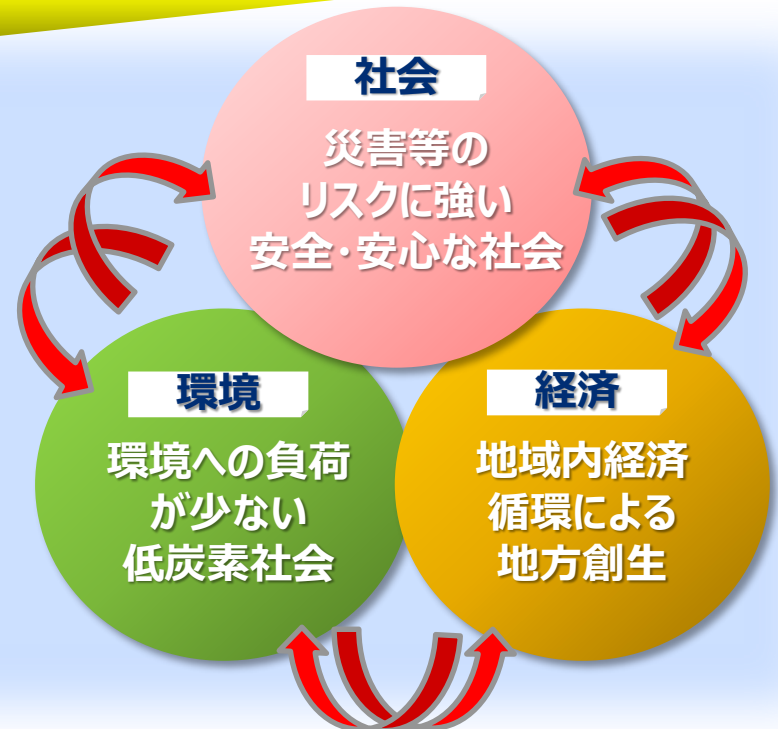 社会
災害等の
リスクに強い
安全・安心な社会
環境
環境への負荷
が少ない
低炭素社会
経済
地域内経済
循環による
地方創生